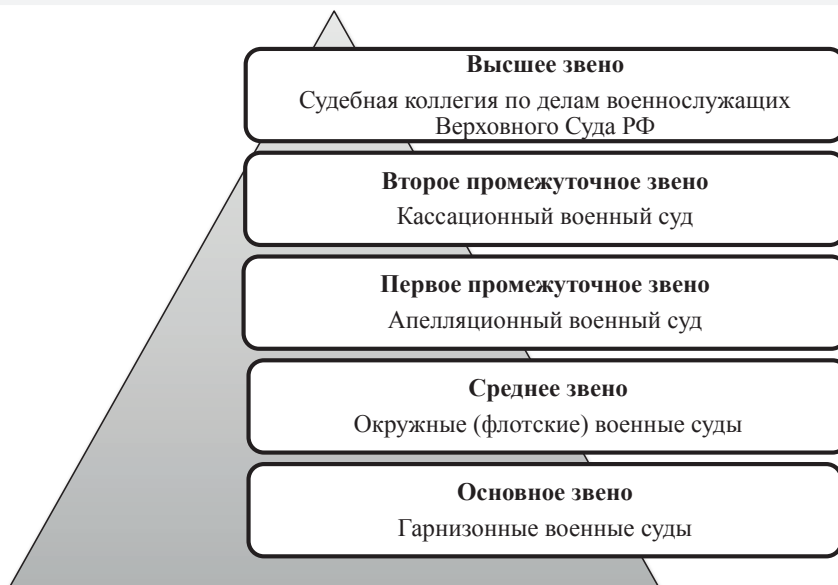 Высшее звено
Судебная коллегия по делам военнослужащих
Верховного Суда РФ
Второе промежуточное звено
Кассационный военный суд
Первое промежуточное звено
Апелляционный военный суд
Среднее звено
Окружные (флотские) военные суды
Основное звено
Гарнизонные военные суды